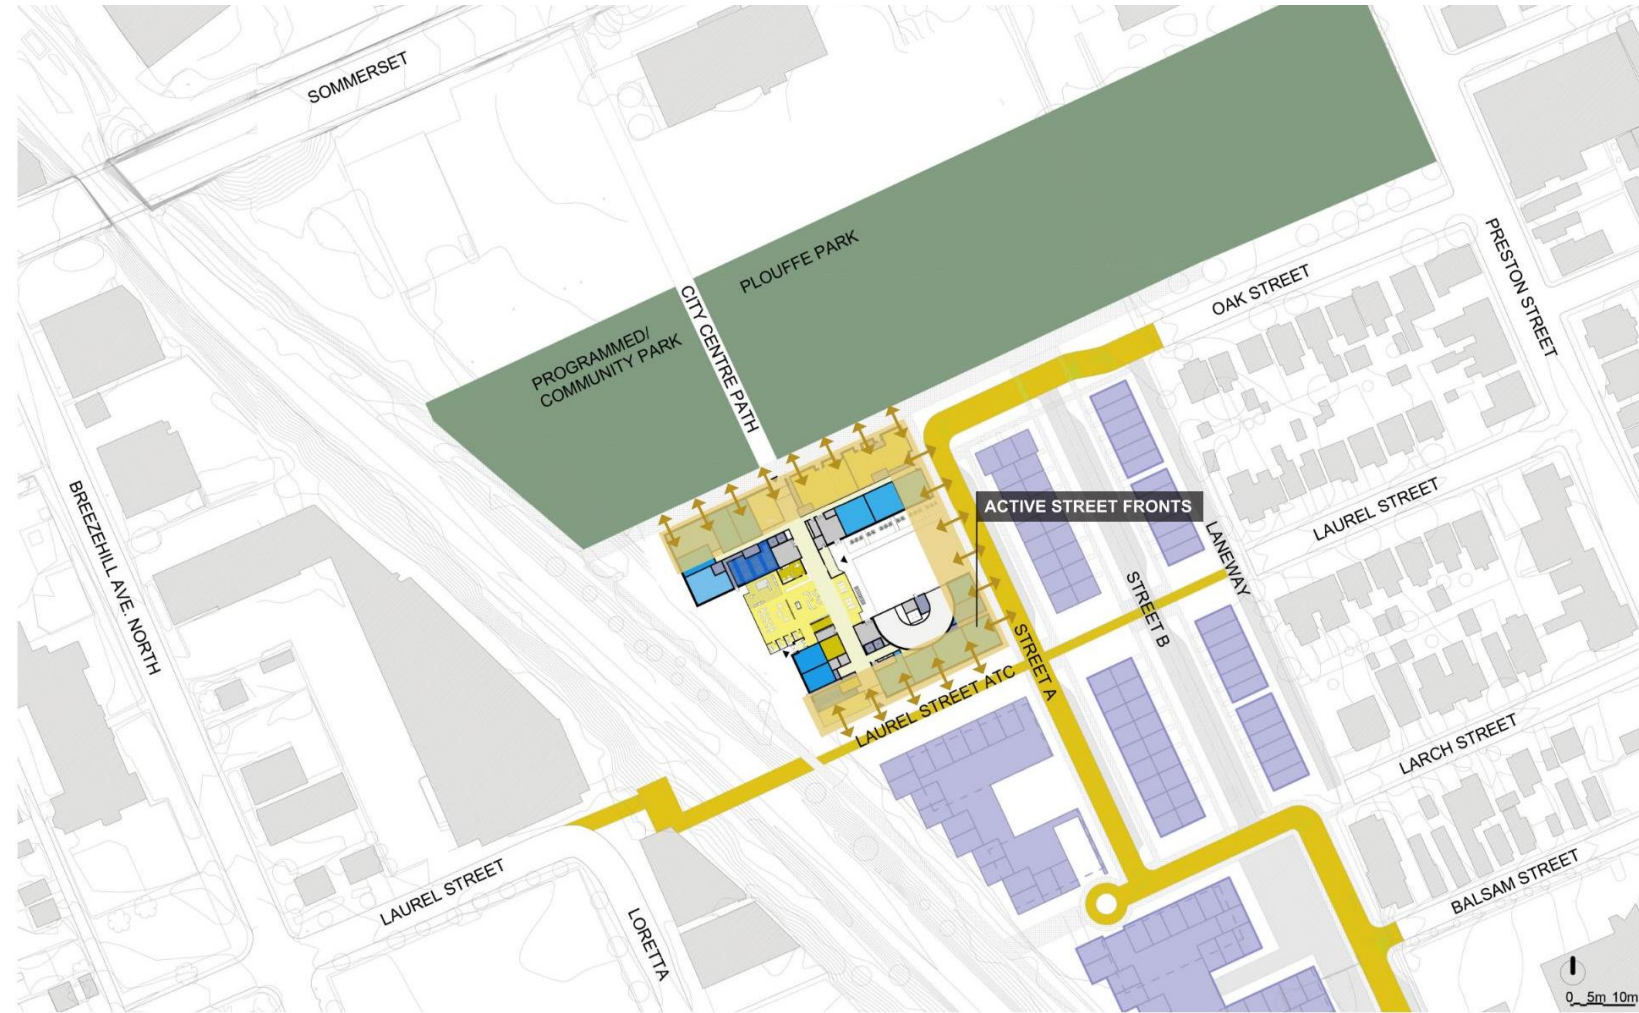 SOMMERSET
PLOUFFE PARK
PROGRAMMED/
COMMUNITY PARK
CITY CENTRE PATH
OAK STREET
PRESTON STREET
ACTIVE STREET FRONTS
LAUREL STREET
LANEWAY
BREEZEHILL AVE. NORTH
STREET B
STREET A
LAUREL STREET ATC
LARCH STREET
LAUREL STREET
LORETTA
BALSAM STREET
0 5m 10m